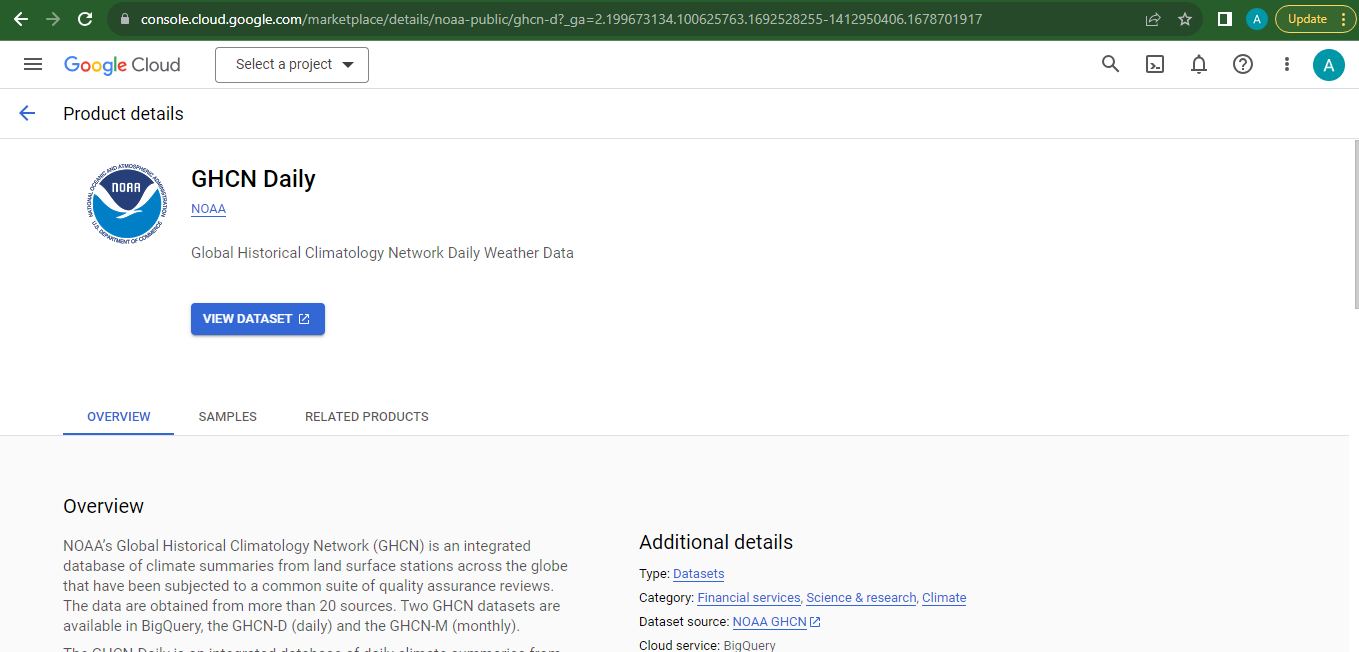 console.cloud.google.com/marketplace/details/noaa-public/ghcn-d?_ga=2.199673134.100625763.1692528255-1412950406.1678701917
A
Update
Google Cloud
Select a project
A
Product details
NATIONAL OCEANIC AND ATMOSPHERIC ADMINISTRATION
NOAA
U.S. DEPARTMENT OF COMMERCE
GHCN Daily
NOAA
Global Historical Climatology Network Daily Weather Data
VIEW DATASET
OVERVIEW
SAMPLES
RELATED PRODUCTS
Overview
NOAA’s Global Historical Climatology Network (GHCN) is an integrated
database of climate summaries from land surface stations across the globe
that have been subjected to a common suite of quality assurance reviews.
The data are obtained from more than 20 sources. Two GHCN datasets are
available in BigQuery, the GHCN-D (daily) and the GHCN-M (monthly).
The GHCN-Daily is an integrated database of daily climate summaries from
Additional details
Type: Datasets
Category: Financial services, Science & research, Climate
Dataset source: NOAA GHCN
Cloud service: BigQuery